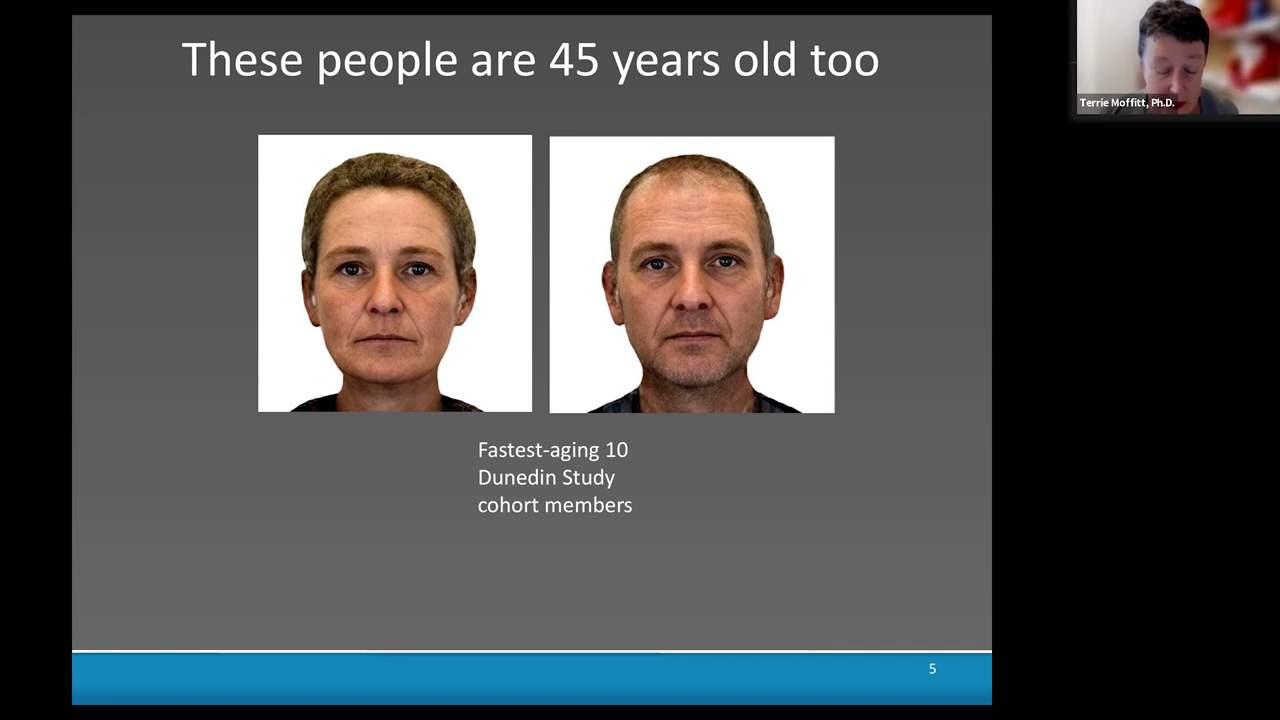 These people are 45 years old too
Terrie Moffitt, Ph.D.
Fastest-aging 10
Dunedin Study
cohort members
5